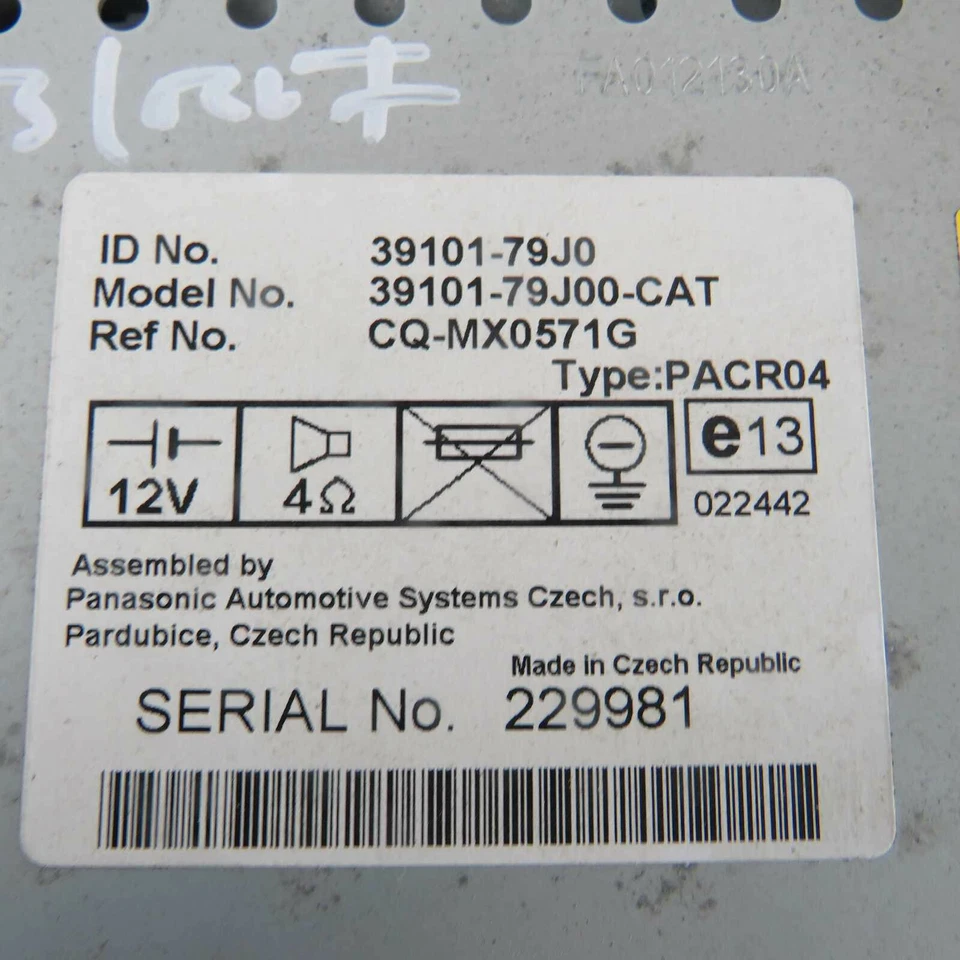 FA012130A
ID No. 39101-79J0
Model No. 39101-79J00-CAT
Ref No. CQ-MX0571G
Type:PACR04
12V 4Ω e13
022442
Assembled by
Panasonic Automotive Systems Czech, s.r.o.
Pardubice, Czech Republic
Made in Czech Republic
SERIAL No. 229981